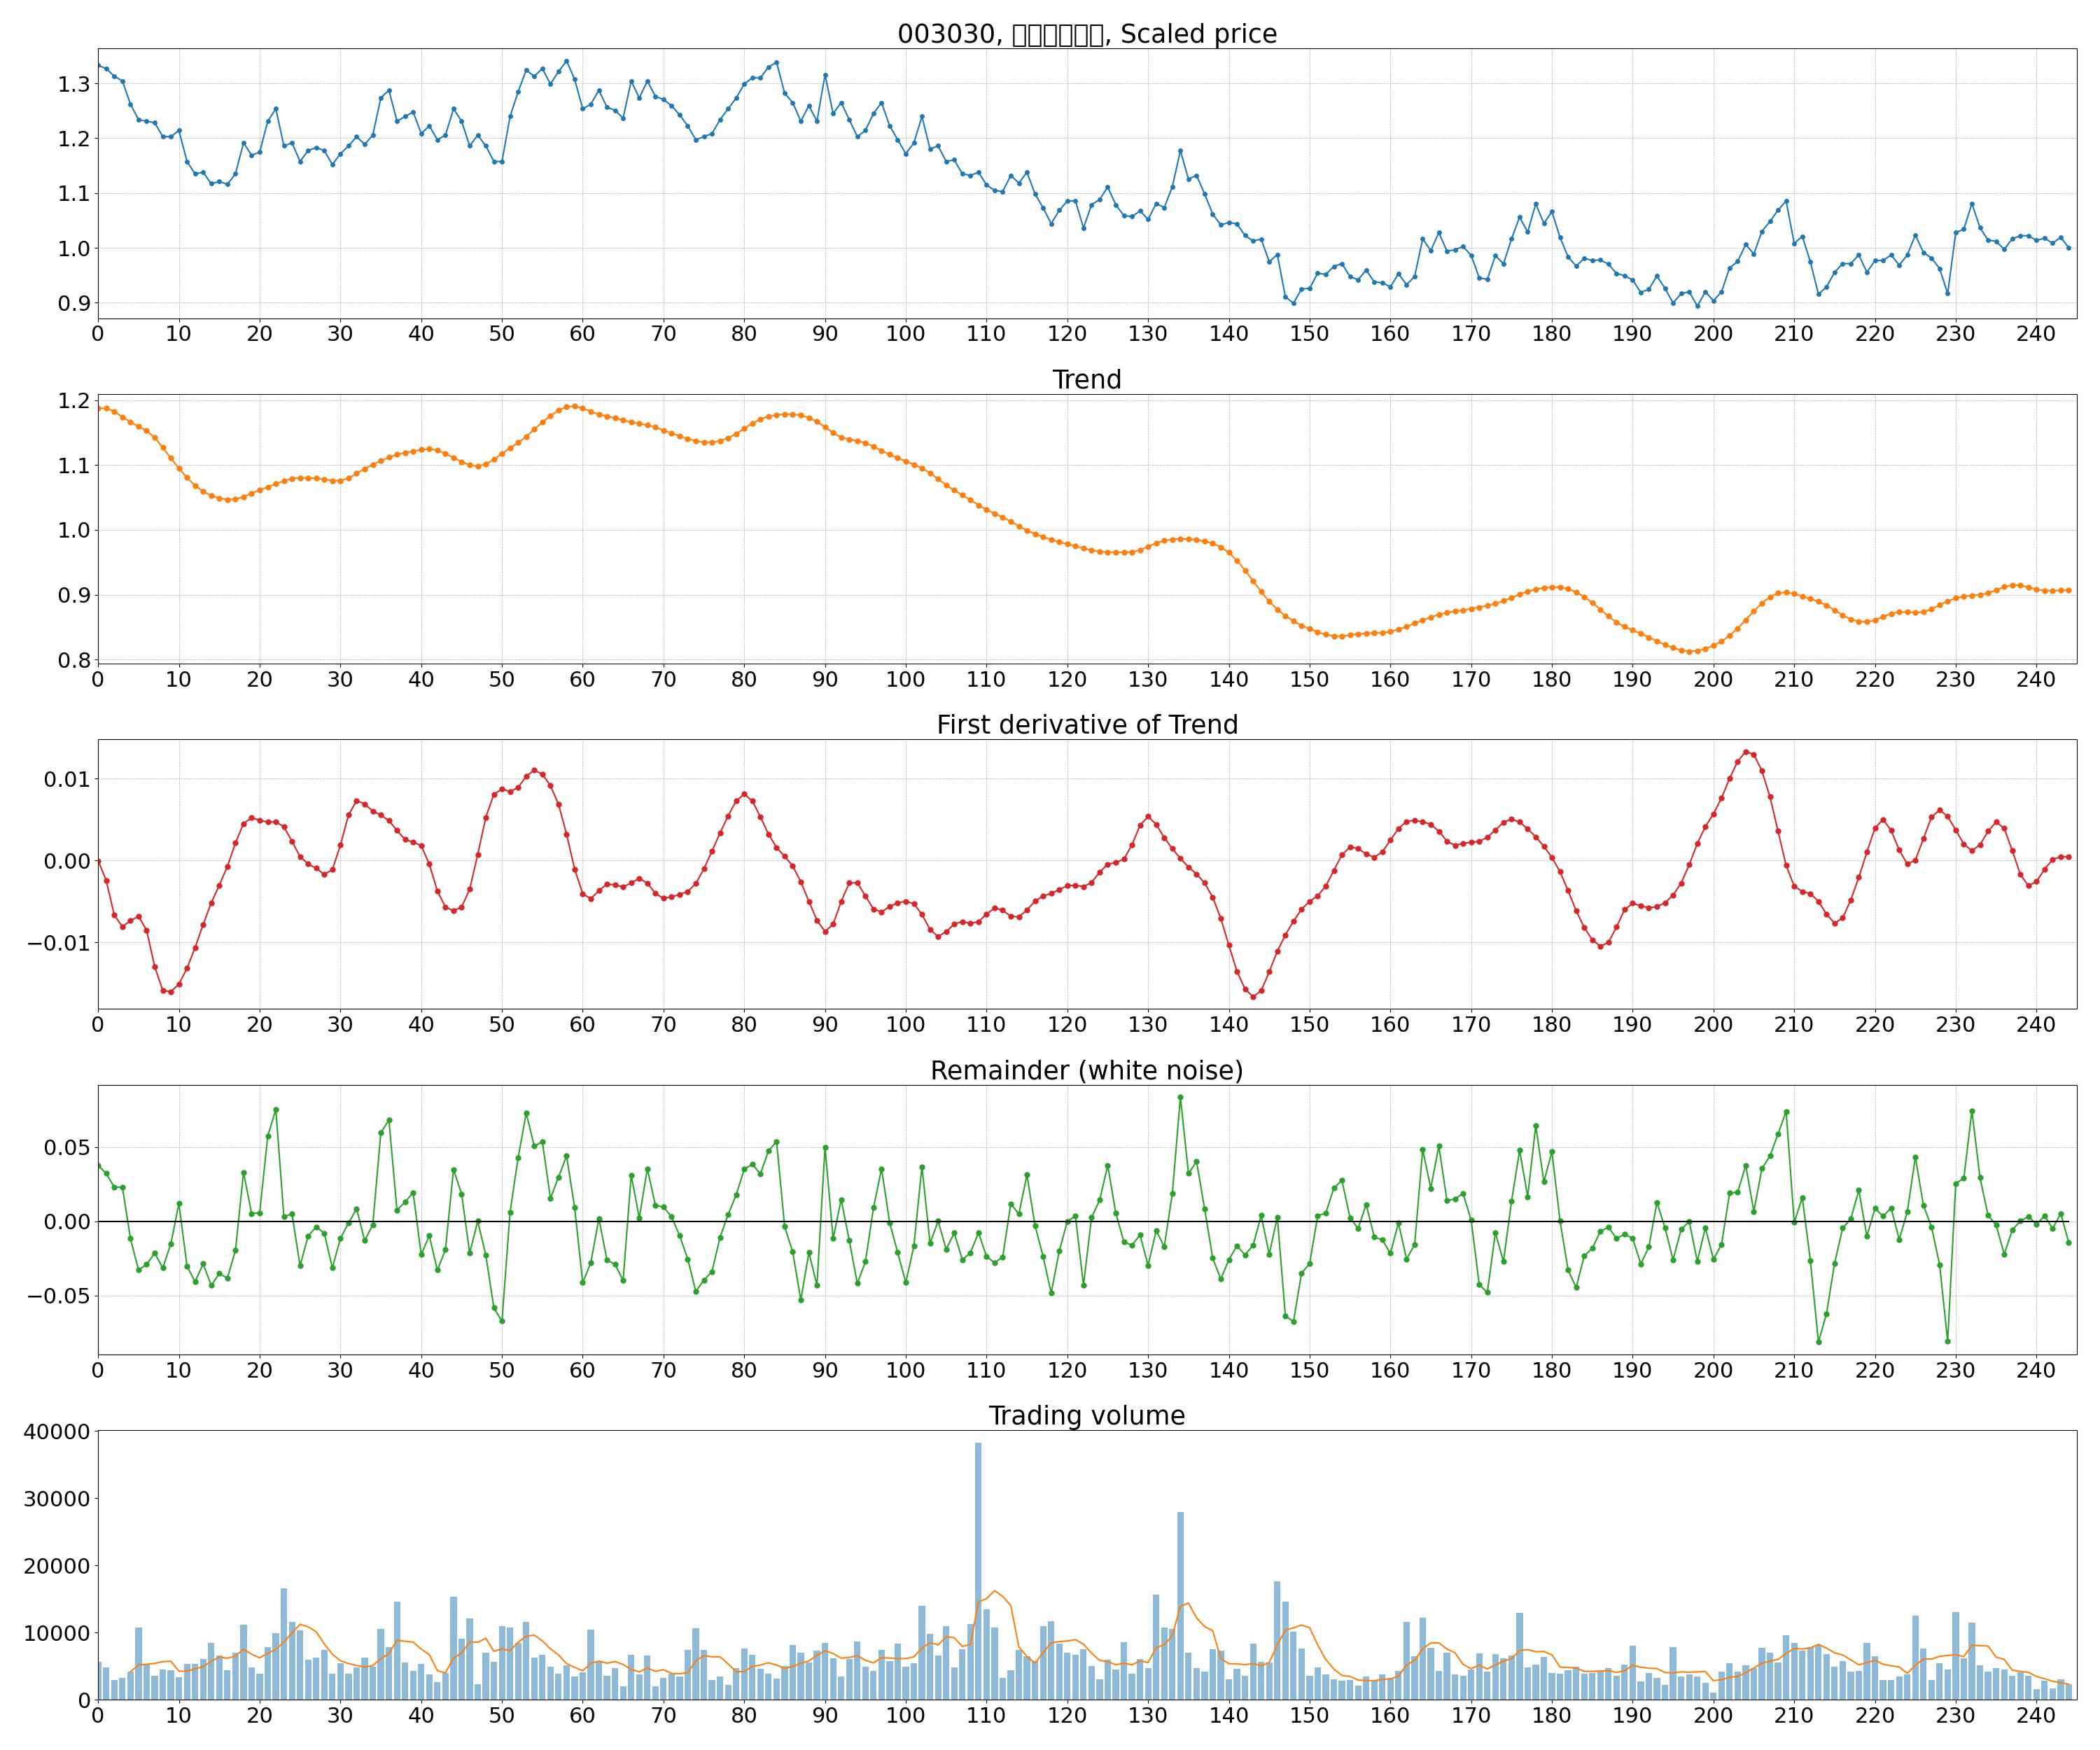 003030, □□□□□□, Scaled price
1.3
1.2
1.1
1.0
0.9
0 10 20 30 40 50 60 70 80 90 100 110 120 130 140 150 160 170 180 190 200 210 220 230 240
Trend
1.2
1.1
1.0
0.9
0.8
0 10 20 30 40 50 60 70 80 90 100 110 120 130 140 150 160 170 180 190 200 210 220 230 240
First derivative of Trend
0.01
0.00
−0.01
0 10 20 30 40 50 60 70 80 90 100 110 120 130 140 150 160 170 180 190 200 210 220 230 240
Remainder (white noise)
0.05
0.00
−0.05
0 10 20 30 40 50 60 70 80 90 100 110 120 130 140 150 160 170 180 190 200 210 220 230 240
Trading volume
40000
30000
20000
10000
0
0 10 20 30 40 50 60 70 80 90 100 110 120 130 140 150 160 170 180 190 200 210 220 230 240